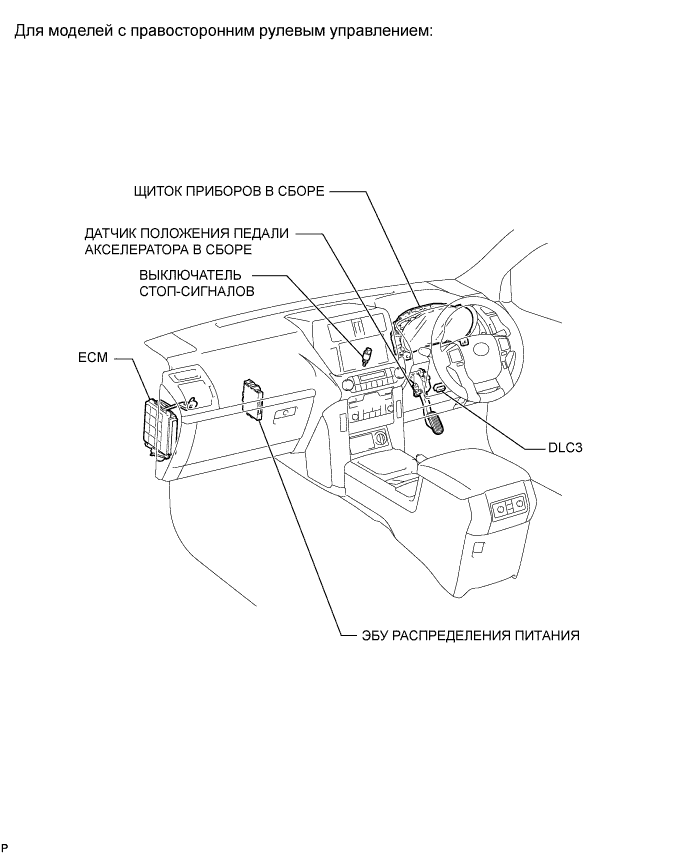 Для моделей с правосторонним рулевым управлением:
ЩИТОК ПРИБОРОВ В СБОРЕ
ДАТЧИК ПОЛОЖЕНИЯ ПЕДАЛИ
АКСЕЛЕРАТОРА В СБОРЕ
ВЫКЛЮЧАТЕЛЬ
СТОП-СИГНАЛОВ
ECM
DLC3
ЭБУ РАСПРЕДЕЛЕНИЯ ПИТАНИЯ
P